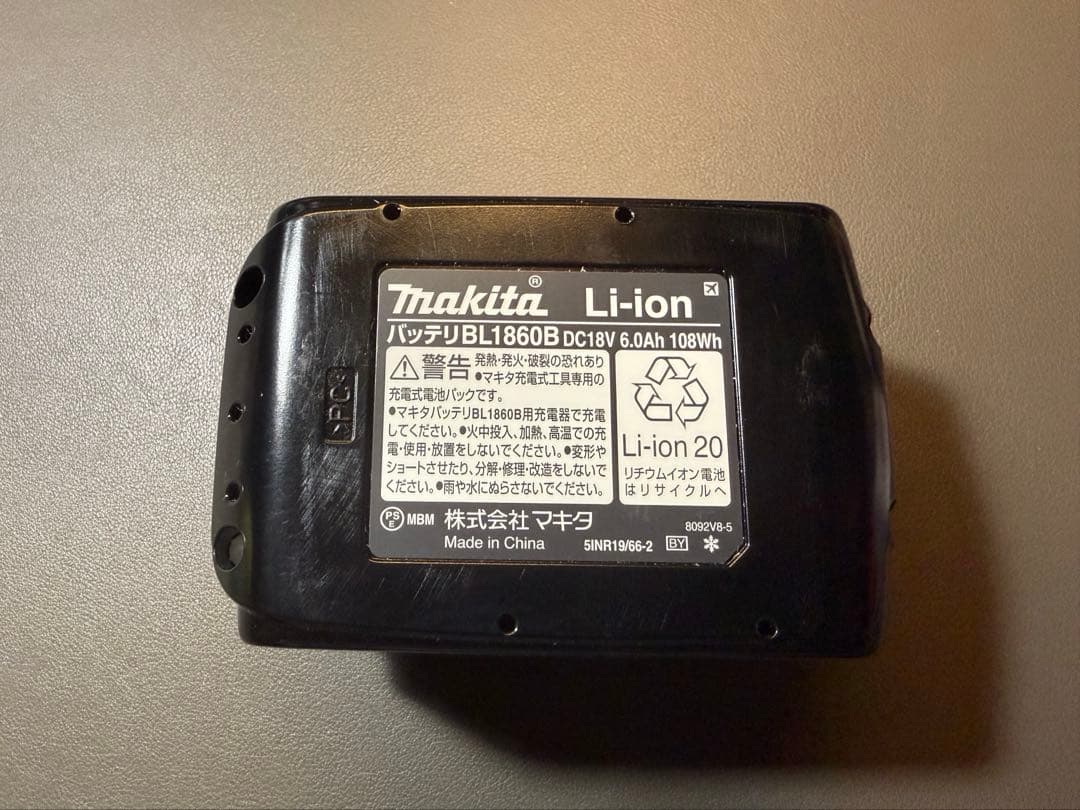 makita® Li-ion
バッテリBL1860B DC18V 6.0Ah 108Wh
警告 発熱・発火・破裂の恐れあり
●マキタ充電式工具専用の
充電式電池パックです。
●マキタバッテリBL1860B用充電器で充電
してください。●火中投入、加熱、高温での充
電・使用・放置をしないでください。●変形や
ショートさせたり、分解・修理・改造をしないで
ください。●雨や水にぬらさないでください。
Li-ion 20
リチウムイオン電池
はリサイクルへ
PSE MBM 株式会社マキタ
8092V8-5
Made in China 5INR19/66-2 BY
>PC<